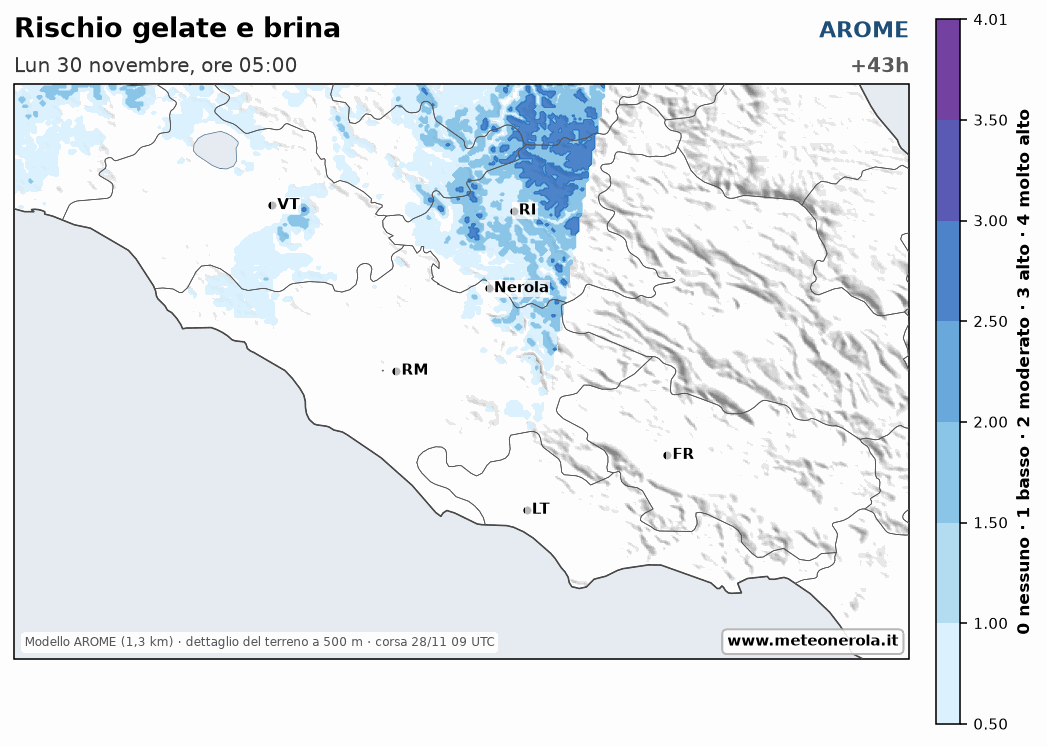 Rischio gelate e brina
AROME
Lun 30 novembre, ore 05:00
+43h
VT
RI
Nerola
RM
FR
LT
Modello AROME (1,3 km) · dettaglio del terreno a 500 m · corsa 28/11 09 UTC
www.meteonerola.it
4.01
3.50
3.00
2.50
2.00
1.50
1.00
0.50
0 nessuno · 1 basso · 2 moderato · 3 alto · 4 molto alto